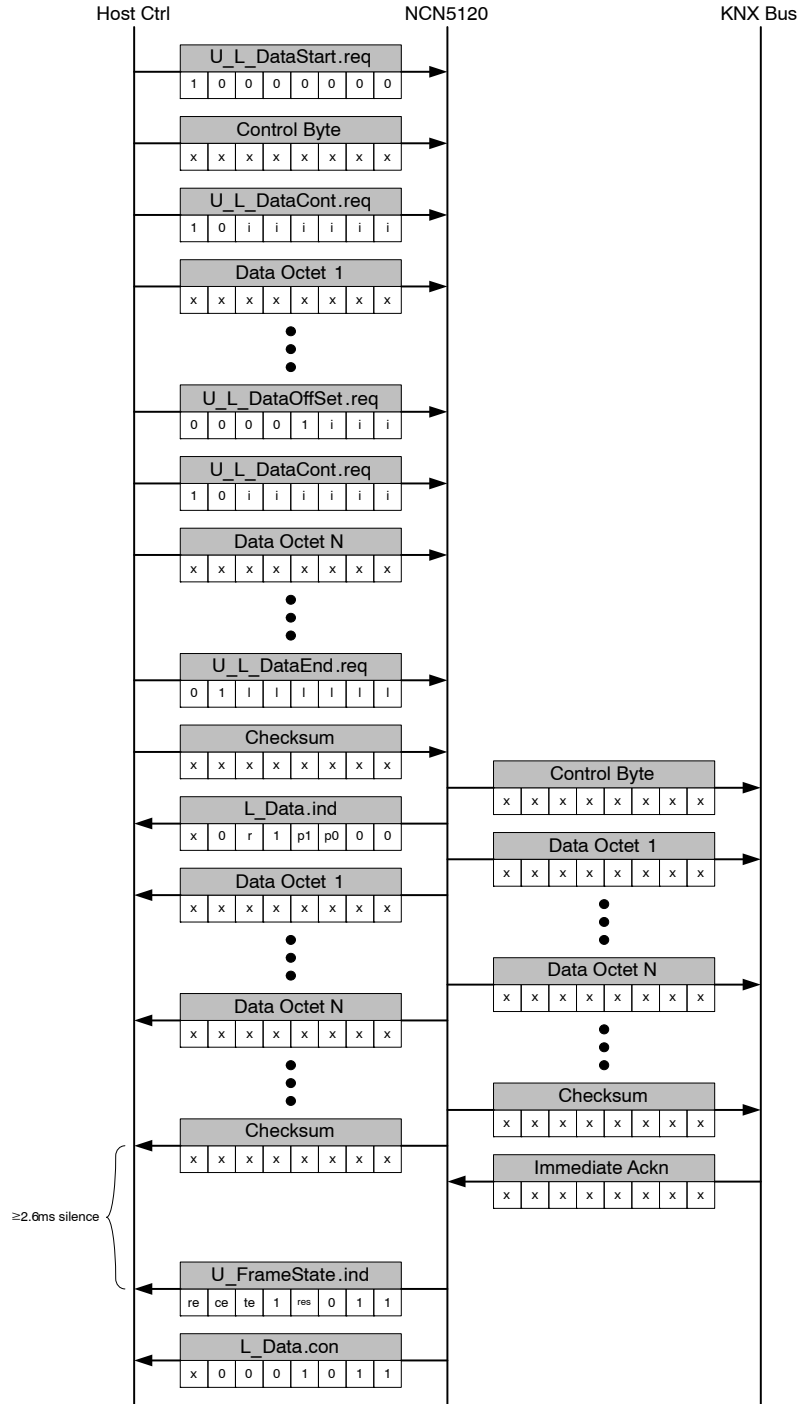 Host Ctrl NCN5120 KNX Bus
U_L_DataStart.req
1 0 0 0 0 0 0 0
Control Byte
x x x x x x x x
U_L_DataCont.req
1 0 i i i i i i
Data Octet 1
x x x x x x x x
U_L_DataOffSet.req
0 0 0 0 1 i i i
U_L_DataCont.req
1 0 i i i i i i
Data Octet N
x x x x x x x x
U_L_DataEnd.req
0 1 l l l l l l
Checksum
x x x x x x x x
Control Byte
x x x x x x x x
L_Data.ind
x 0 r 1 p1 p0 0 0
Data Octet 1
x x x x x x x x
Data Octet 1
x x x x x x x x
Data Octet N
x x x x x x x x
Data Octet N
x x x x x x x x
Checksum
x x x x x x x x
Checksum
x x x x x x x x
Immediate Ackn
x x x x x x x x
≥2.6ms silence
U_FrameState.ind
re ce te 1 res 0 1 1
L_Data.con
x 0 0 0 1 0 1 1